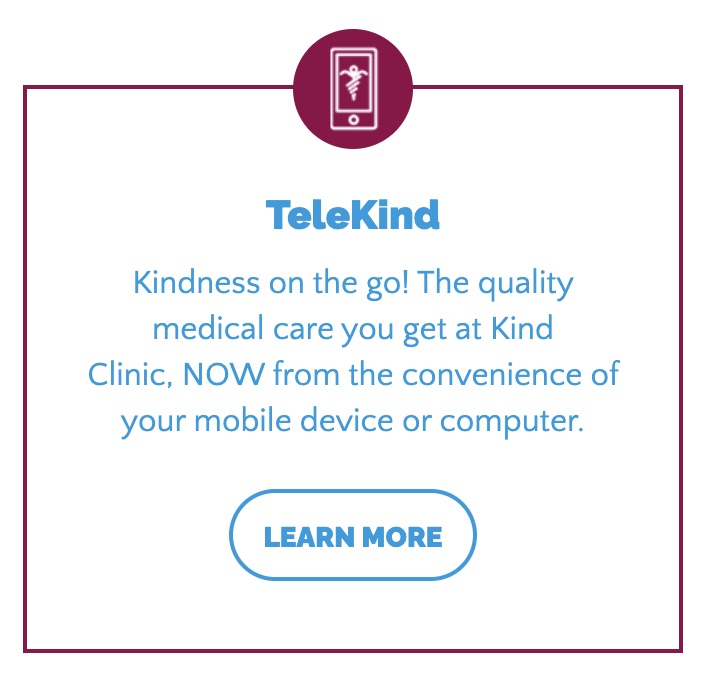 TeleKind
Kindness on the go! The quality
medical care you get at Kind
Clinic, NOW from the convenience of
your mobile device or computer.
LEARN MORE